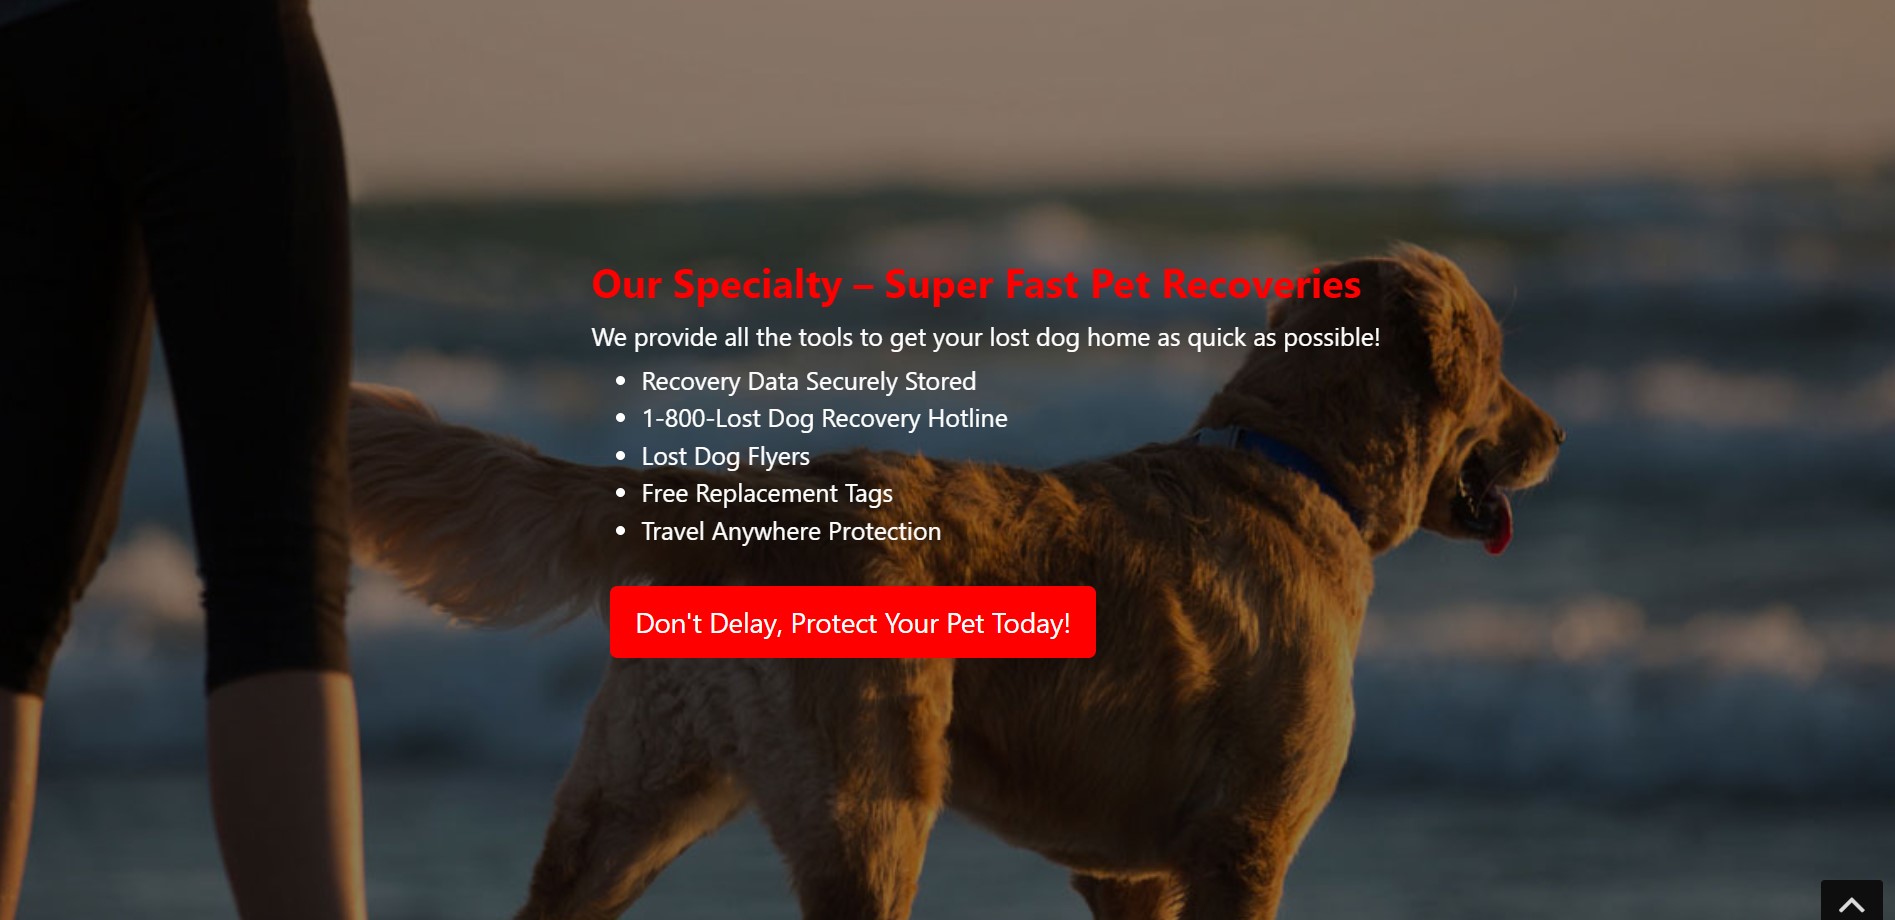 Our Specialty – Super Fast Pet Recoveries
We provide all the tools to get your lost dog home as quick as possible!
Recovery Data Securely Stored
1-800-Lost Dog Recovery Hotline
Lost Dog Flyers
Free Replacement Tags
Travel Anywhere Protection
Don't Delay, Protect Your Pet Today!